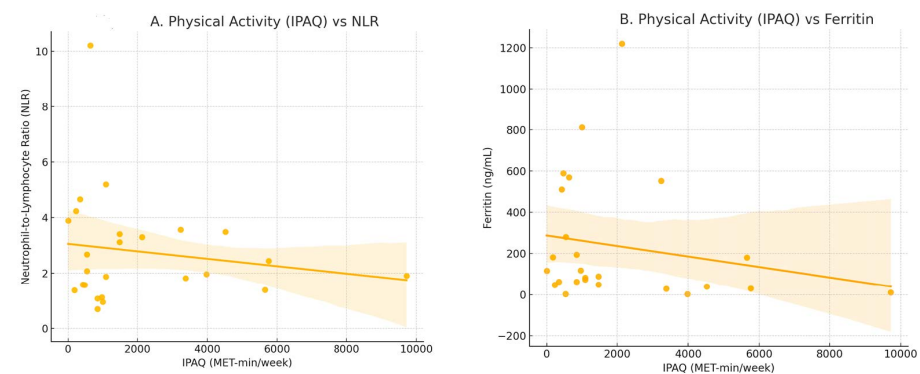 A. Physical Activity (IPAQ) vs NLR
Neutrophil-to-Lymphocyte Ratio (NLR)
10
8
6
4
2
0
0 2000 4000 6000 8000 10000
IPAQ (MET-min/week)
B. Physical Activity (IPAQ) vs Ferritin
Ferritin (ng/mL)
1200
1000
800
600
400
200
0
−200
0 2000 4000 6000 8000 10000
IPAQ (MET-min/week)